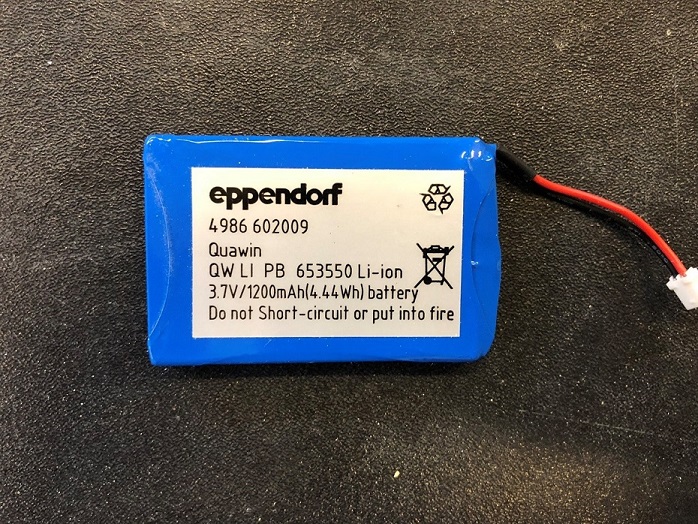 eppendorf
4986 602009
Quawin
QW LI PB 653550 Li-ion
3.7V/1200mAh(4.44Wh) battery
Do not Short-circuit or put into fire